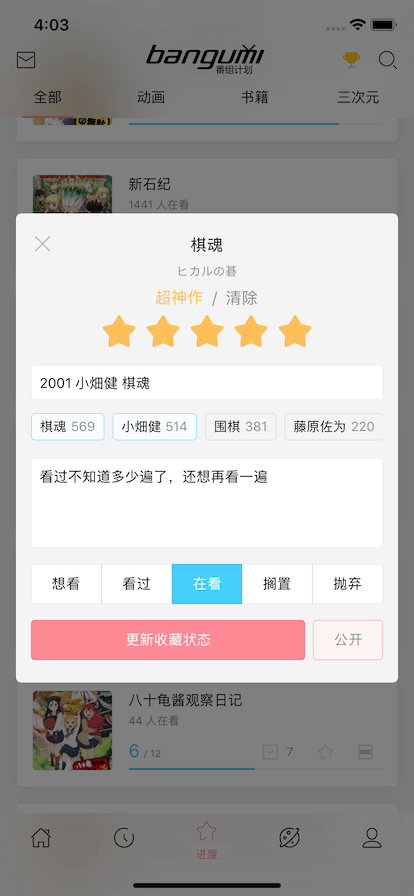 4:03
bangumi
番组计划
全部 动画 书籍 三次元
新石纪
1441 人在看
棋魂
ヒカルの碁
超神作 / 清除
2001 小畑健 棋魂
棋魂 569 小畑健 514 围棋 381 藤原佐为 220
看过不知道多少遍了，还想再看一遍
想看 看过 在看 搁置 抛弃
更新收藏状态 公开
八十龟酱观察日记
44 人在看
6 / 12 7
进度